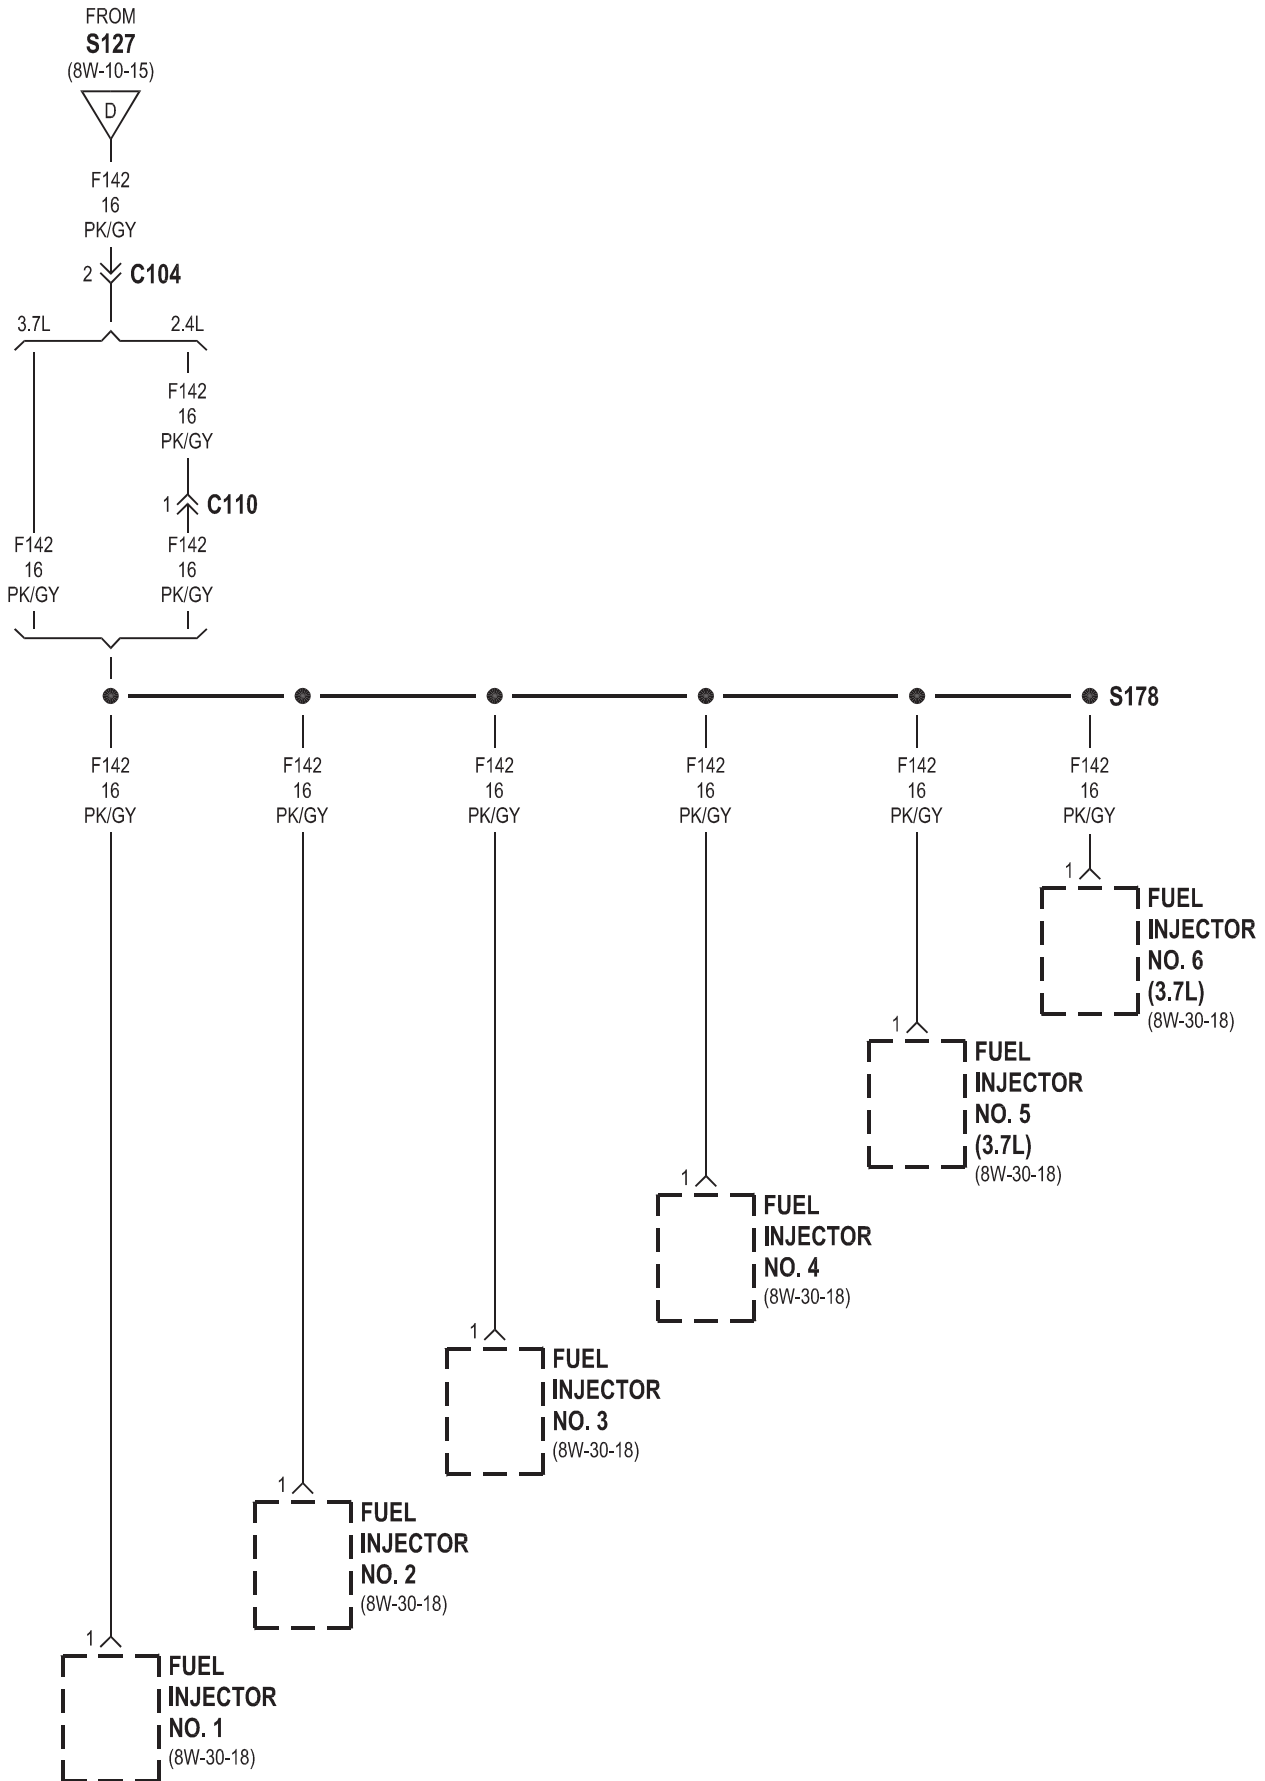 FROM
S127
(8W-10-15)
D
F142
16
PK/GY
2 C104
3.7L 2.4L
F142
16
PK/GY
1 C110
F142 F142
16 16
PK/GY PK/GY
S178
F142 F142 F142 F142 F142 F142
16 16 16 16 16 16
PK/GY PK/GY PK/GY PK/GY PK/GY PK/GY
1
FUEL
INJECTOR
NO. 6
(3.7L)
(8W-30-18)
1
FUEL
INJECTOR
NO. 5
(3.7L)
(8W-30-18)
1
FUEL
INJECTOR
NO. 4
(8W-30-18)
1
FUEL
INJECTOR
NO. 3
(8W-30-18)
1
FUEL
INJECTOR
NO. 2
(8W-30-18)
1
FUEL
INJECTOR
NO. 1
(8W-30-18)